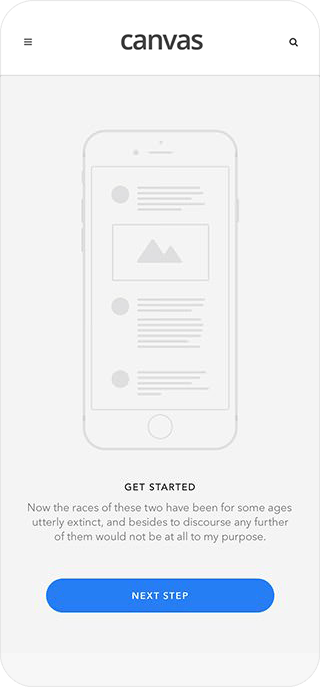 canvas
GET STARTED
Now the races of these two have been for some ages
utterly extinct, and besides to discourse any further
of them would not be at all to my purpose.
NEXT STEP